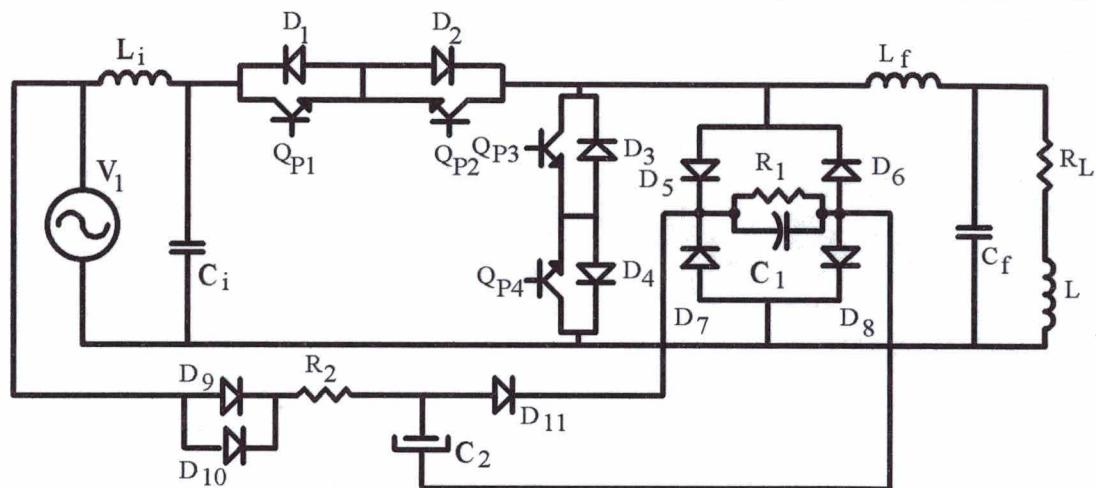 D1
D2
Li
Lf
QP1
QP2
QP3
D3
D5
R1
D6
RL
V1
Ci
QP4
D4
C1
Cf
L
D7
D8
D9
R2
D11
D10
C2